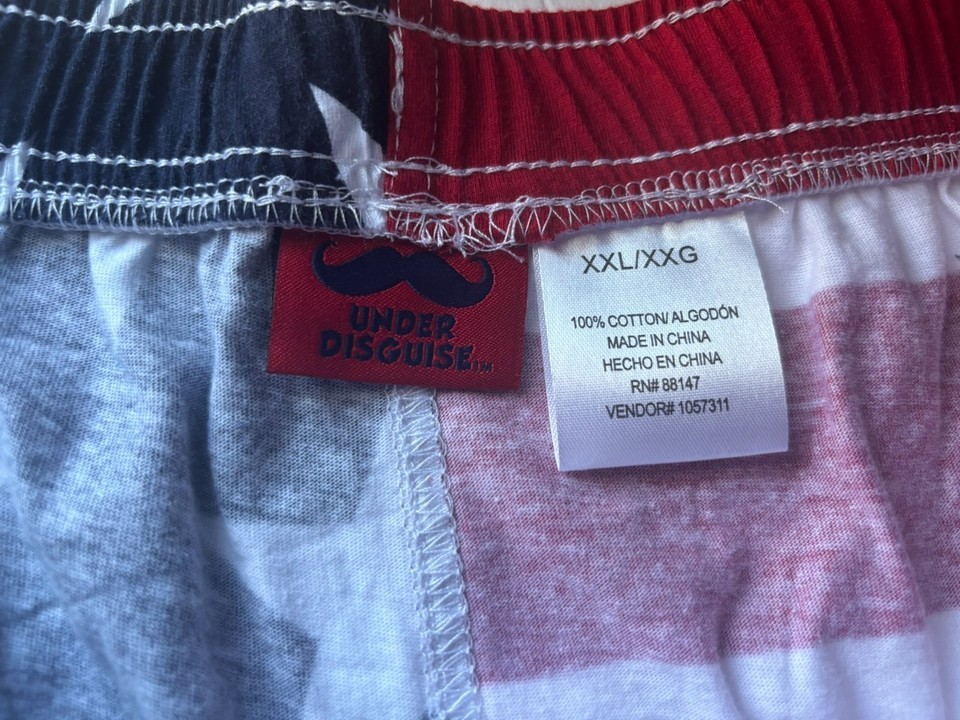 UNDER
DISGUISE™
XXL/XXG
100% COTTON/ ALGODÓN
MADE IN CHINA
HECHO EN CHINA
RN# 88147
VENDOR# 1057311